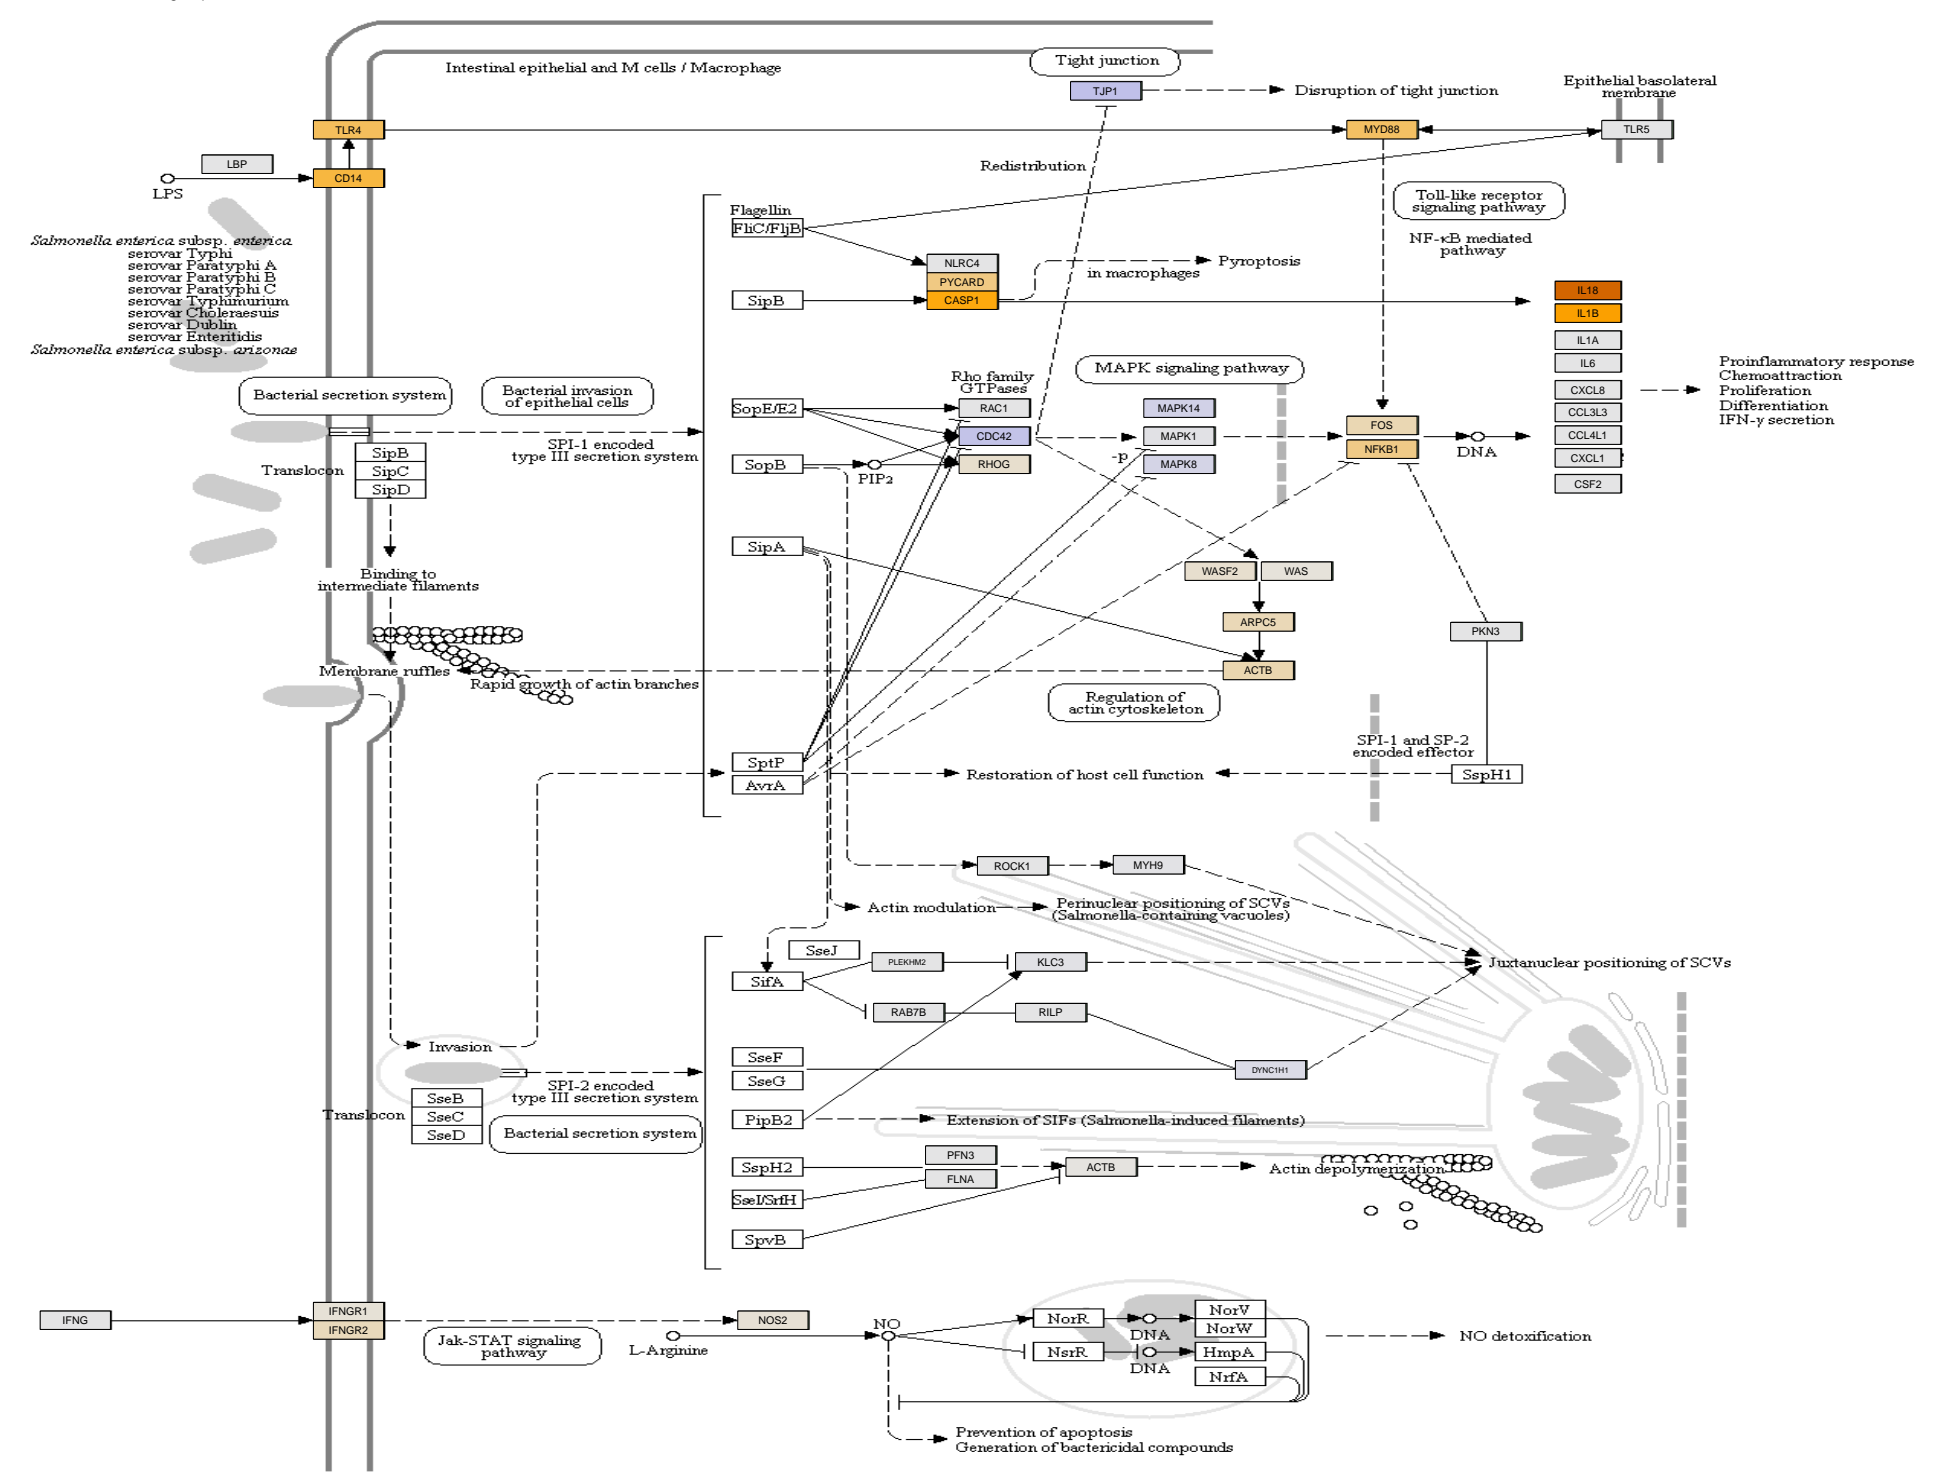 Tight junction
Intestinal epithelial and M cells / Macrophage
TJP1
Disruption of tight junction
Epithelial basolateral
membrane
TLR4
MYD88
TLR5
LBP
CD14
LPS
Redistribution
Toll-like receptor
signaling pathway
NF-κB mediated
pathway
Flagellin
FliC/FljB
Salmonella enterica subsp. enterica
serovar Typhi
serovar Paratyphi A
serovar Paratyphi B
serovar Paratyphi C
serovar Typhimurium
serovar Choleraesuis
serovar Dublin
serovar Enteritidis
Salmonella enterica subsp. arizonae
NLRC4
PYCARD
CASP1
in macrophages
Pyroptosis
SipB
IL18
IL1B
IL1A
IL6
CXCL8
CCL3L3
CCL4L1
CXCL1
CSF2
Proinflammatory response
Chemoattraction
Proliferation
Differentiation
IFN-γ secretion
Bacterial secretion system
Bacterial invasion
of epithelial cells
Rho family
GTPases
MAPK signaling pathway
SopE/E2
RAC1
MAPK14
CDC42
MAPK1
FOS
NFKB1
DNA
SPI-1 encoded
type III secretion system
SopB
PIP2
RHOG
-p
MAPK8
Translocon
SipB
SipC
SipD
SipA
Binding to
intermediate filaments
WASF2
WAS
ARPC5
PKN3
ACTB
Membrane ruffles
Rapid growth of actin branches
Regulation of
actin cytoskeleton
SPI-1 and SP-2
encoded effector
SptP
AvrA
Restoration of host cell function
SspH1
ROCK1
MYH9
Actin modulation
Perinuclear positioning of SCVs
(Salmonella-containing vacuoles)
SseJ
SifA
PLEKHM2
KLC3
Juxtanuclear positioning of SCVs
RAB7B
RILP
Invasion
SseF
SseG
DYNC1H1
SPI-2 encoded
type III secretion system
Translocon
SseB
SseC
SseD
Bacterial secretion system
PipB2
Extension of SIFs (Salmonella-induced filaments)
SspH2
PFN3
FLNA
ACTB
Actin depolymerization
SseI/SrfH
SpvB
IFNG
IFNGR1
IFNGR2
NOS2
Jak-STAT signaling
pathway
L-Arginine
NO
NorR
DNA
NorV
NorW
NsrR
DNA
HmpA
NrfA
NO detoxification
Prevention of apoptosis
Generation of bactericidal compounds